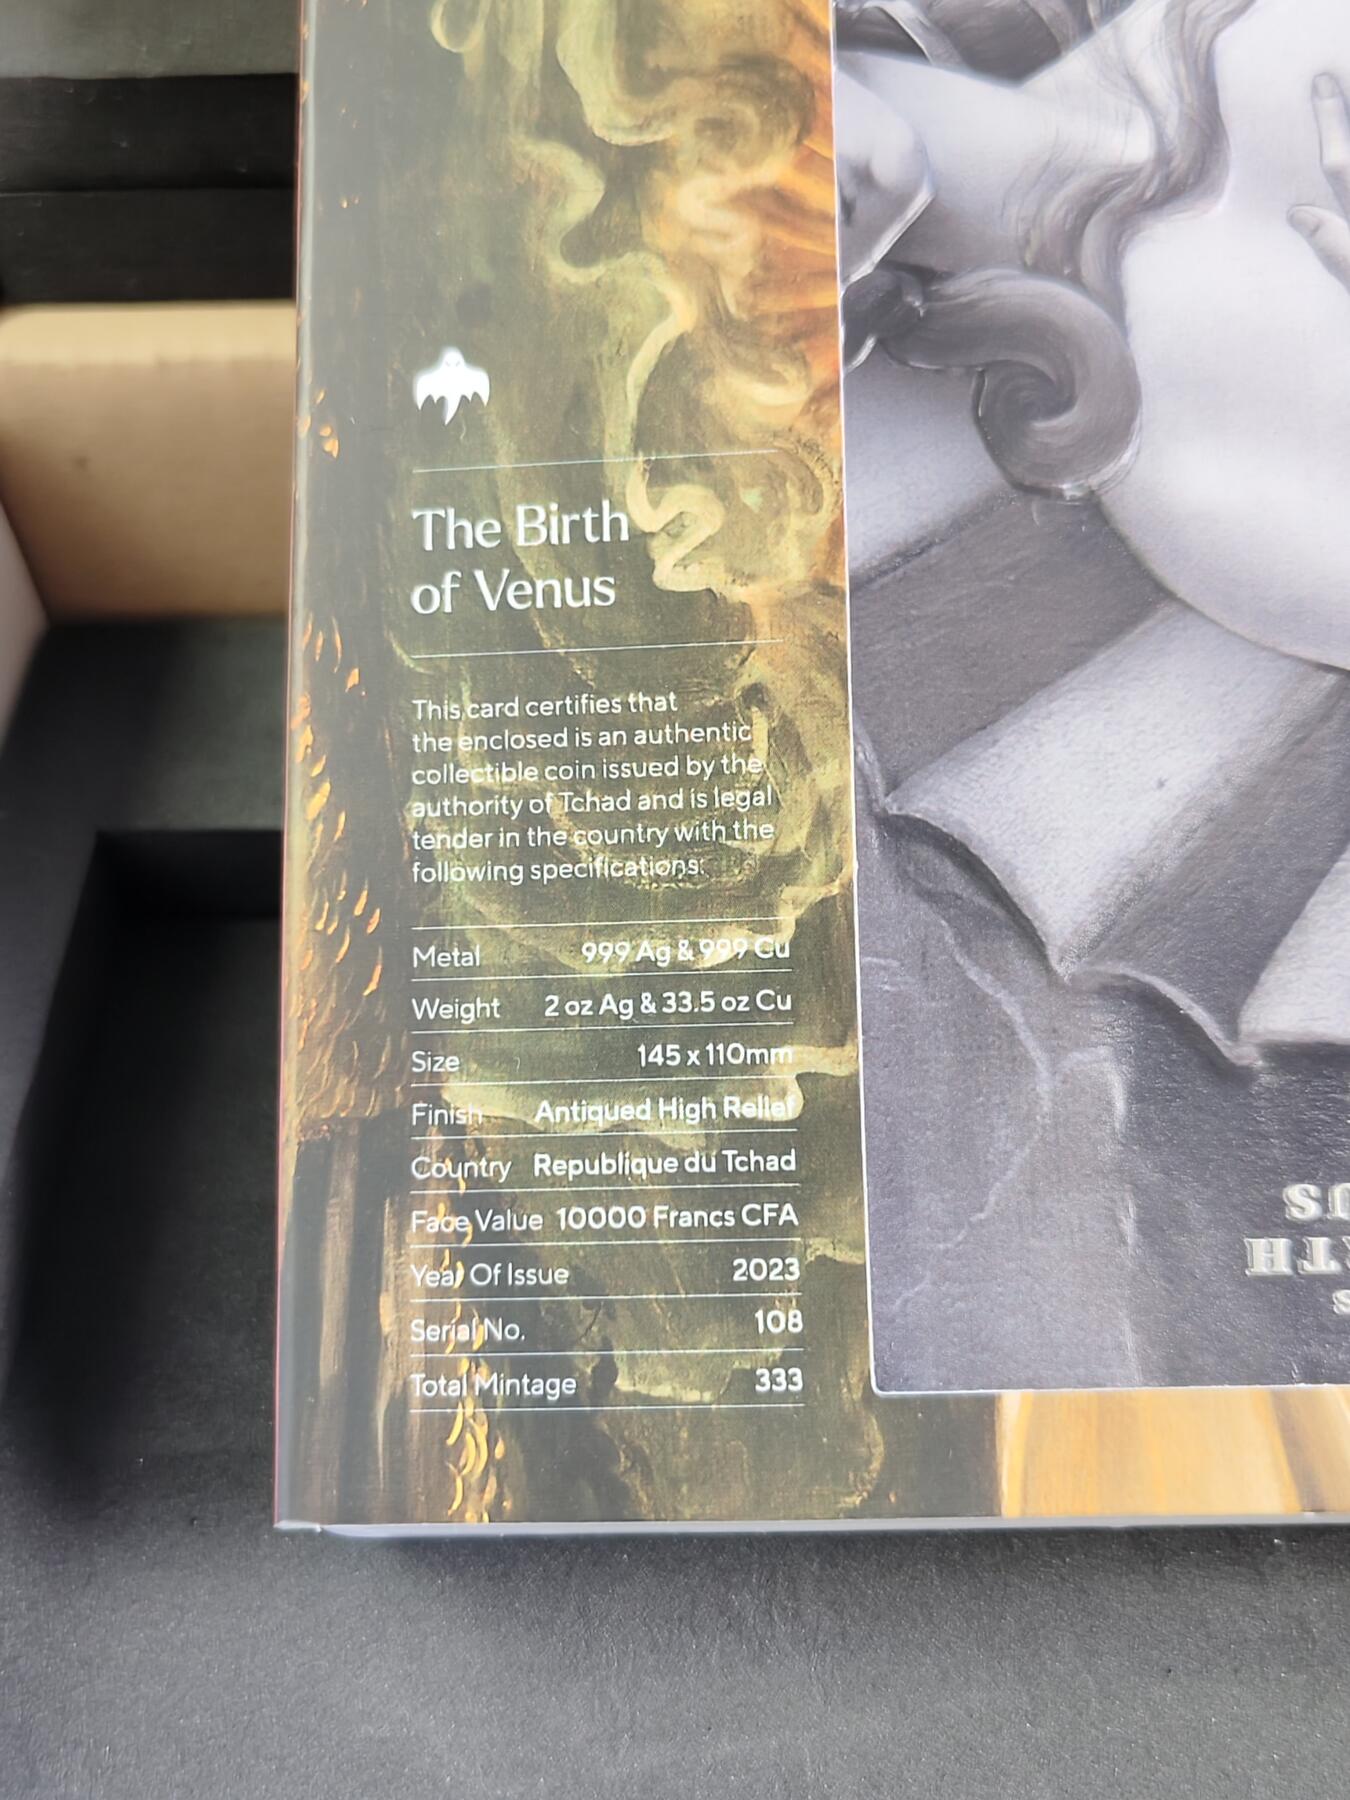 The Birth
of Venus
This card certifies that
the enclosed is an authentic
collectible coin issued by the
authority of Tchad and is legal
tender in the country with the
following specifications:
Metal 999 Ag & 999 Cu
Weight 2 oz Ag & 33.5 oz Cu
Size 145 x 110mm
Finish Antiqued High Relief
Country Republique du Tchad
Face Value 10000 Francs CFA
Year Of Issue 2023
Serial No. 108
Total Mintage 333